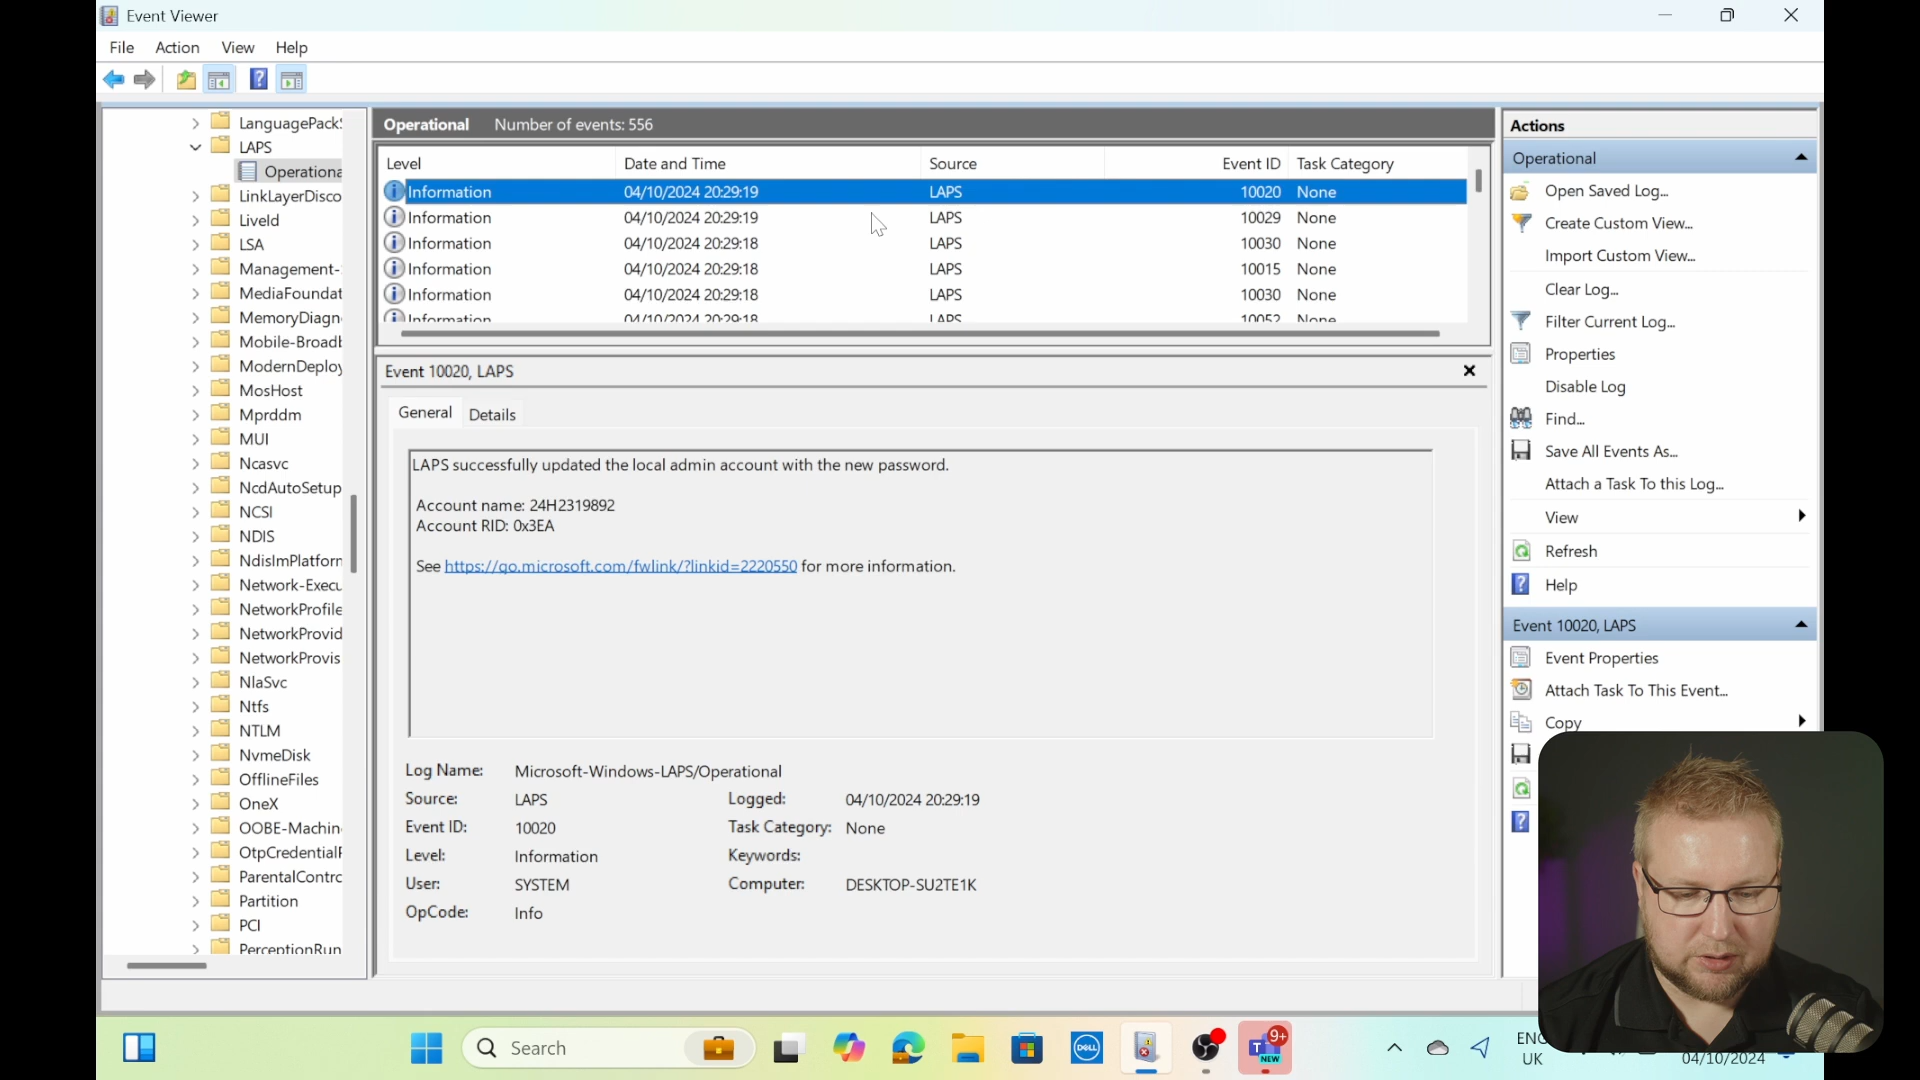 Event Viewer
File Action View Help
LanguagePackS
LAPS
Operationa
LinkLayerDisco
LiveId
LSA
Management-
MediaFoundat
MemoryDiagn
Mobile-Broadb
ModernDeploy
MosHost
Mprddm
MUI
Ncasvc
NcdAutoSetup
NCSI
NDIS
NdisImPlatform
Network-Execu
NetworkProfile
NetworkProvid
NetworkProvis
NlaSvc
Ntfs
NTLM
NvmeDisk
OfflineFiles
OneX
OOBE-Machin
OtpCredentialP
ParentalContro
Partition
PCI
PerceptionRun
Operational Number of events: 556
Level Date and Time Source Event ID Task Category
Information 04/10/2024 20:29:19 LAPS 10020 None
Information 04/10/2024 20:29:19 LAPS 10029 None
Information 04/10/2024 20:29:18 LAPS 10030 None
Information 04/10/2024 20:29:18 LAPS 10015 None
Information 04/10/2024 20:29:18 LAPS 10030 None
Information 04/10/2024 20:29:18 LAPS 10052 None
Event 10020, LAPS
General Details
LAPS successfully updated the local admin account with the new password.
Account name: 24H2319892
Account RID: 0x3EA
See https://go.microsoft.com/fwlink/?linkid=2220550 for more information.
Log Name: Microsoft-Windows-LAPS/Operational
Source: LAPS Logged: 04/10/2024 20:29:19
Event ID: 10020 Task Category: None
Level: Information Keywords:
User: SYSTEM Computer: DESKTOP-SU2TE1K
OpCode: Info
Actions
Operational
Open Saved Log...
Create Custom View...
Import Custom View...
Clear Log...
Filter Current Log...
Properties
Disable Log
Find...
Save All Events As...
Attach a Task To this Log...
View
Refresh
Help
Event 10020, LAPS
Event Properties
Attach Task To This Event...
Copy
Search
DELL
T
9+
NEW
ENG
UK
04/10/2024